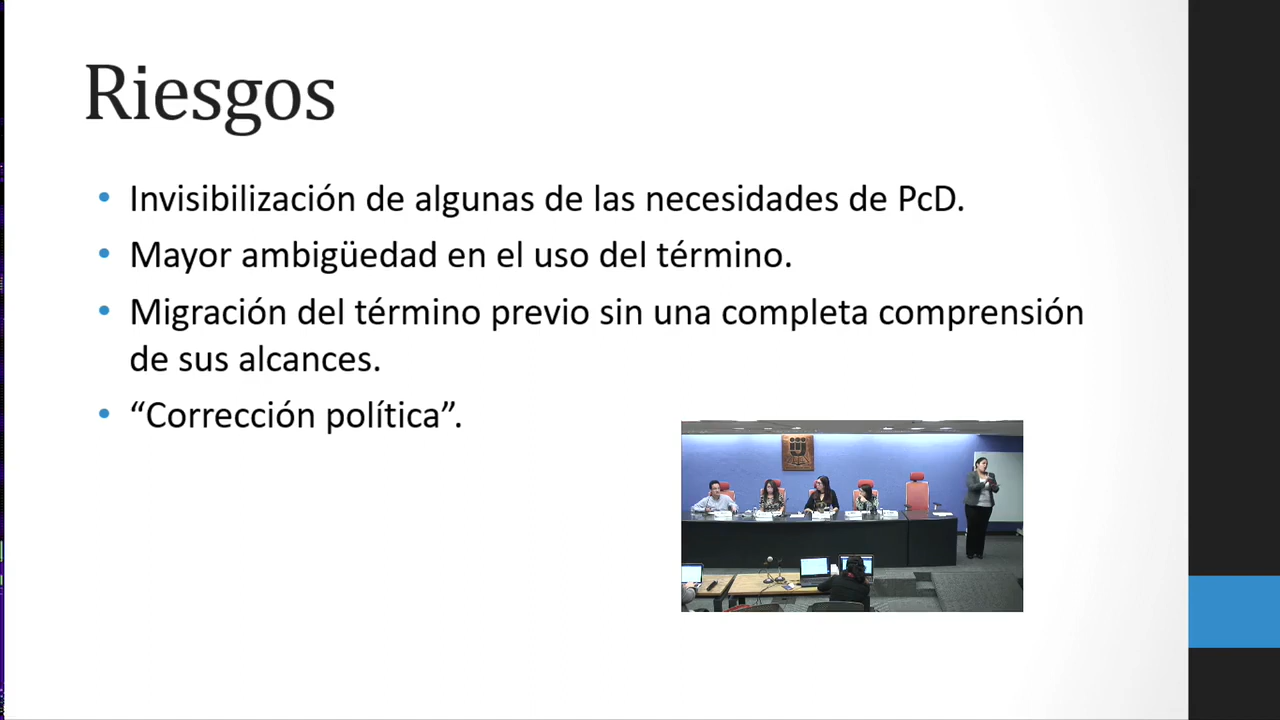 Riesgos
• Invisibilización de algunas de las necesidades de PcD.
• Mayor ambigüedad en el uso del término.
• Migración del término previo sin una completa comprensión
de sus alcances.
• “Corrección política”.